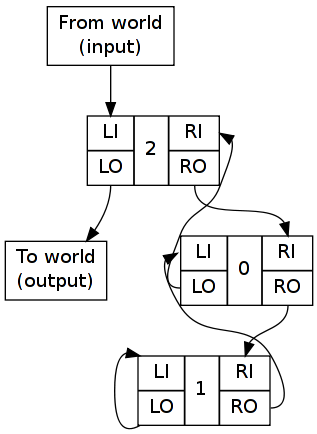 From world
(input)
LI
2
RI
LO
RO
To world
(output)
LI
0
RI
LO
RO
LI
1
RI
LO
RO